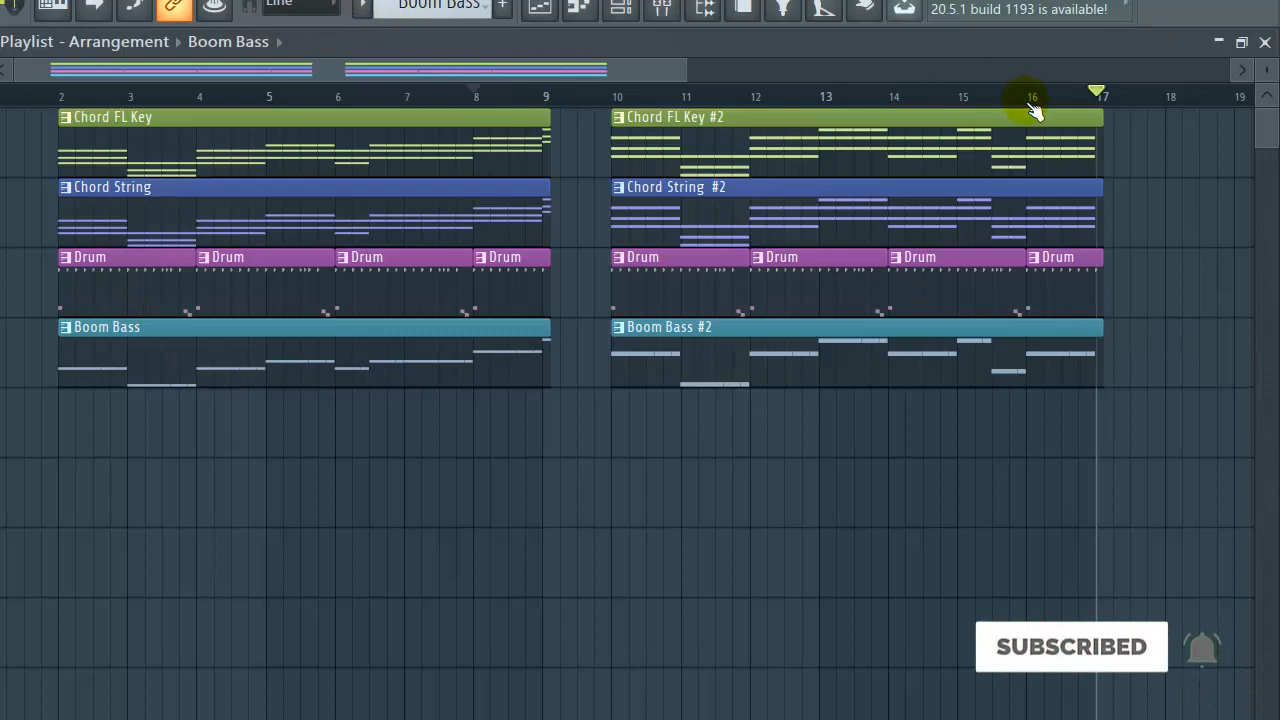 Line
Boom Bass
20.5.1 build 1193 is available!
Playlist - Arrangement Boom Bass
2 3 4 5 6 7 8 9 10 11 12 13 14 15 16 17 18 19
Chord FL Key Chord FL Key #2
Chord String Chord String #2
Drum Drum Drum Drum Drum Drum Drum Drum
Boom Bass Boom Bass #2
SUBSCRIBED